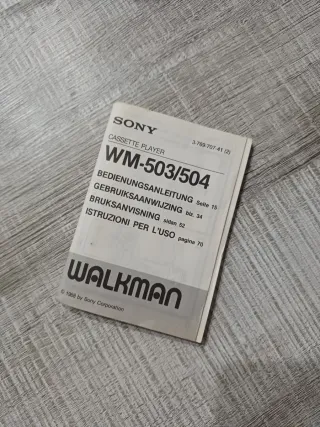 SONY
3-769-707-41 (2)
CASSETTE PLAYER
WM-503/504
BEDIENUNGSANLEITUNG Seite 16
GEBRUIKSAANWIJZING blz. 34
BRUKSANVISNING sidan 52
ISTRUZIONI PER L'USO pagina 70
WALKMAN
© 1988 by Sony Corporation